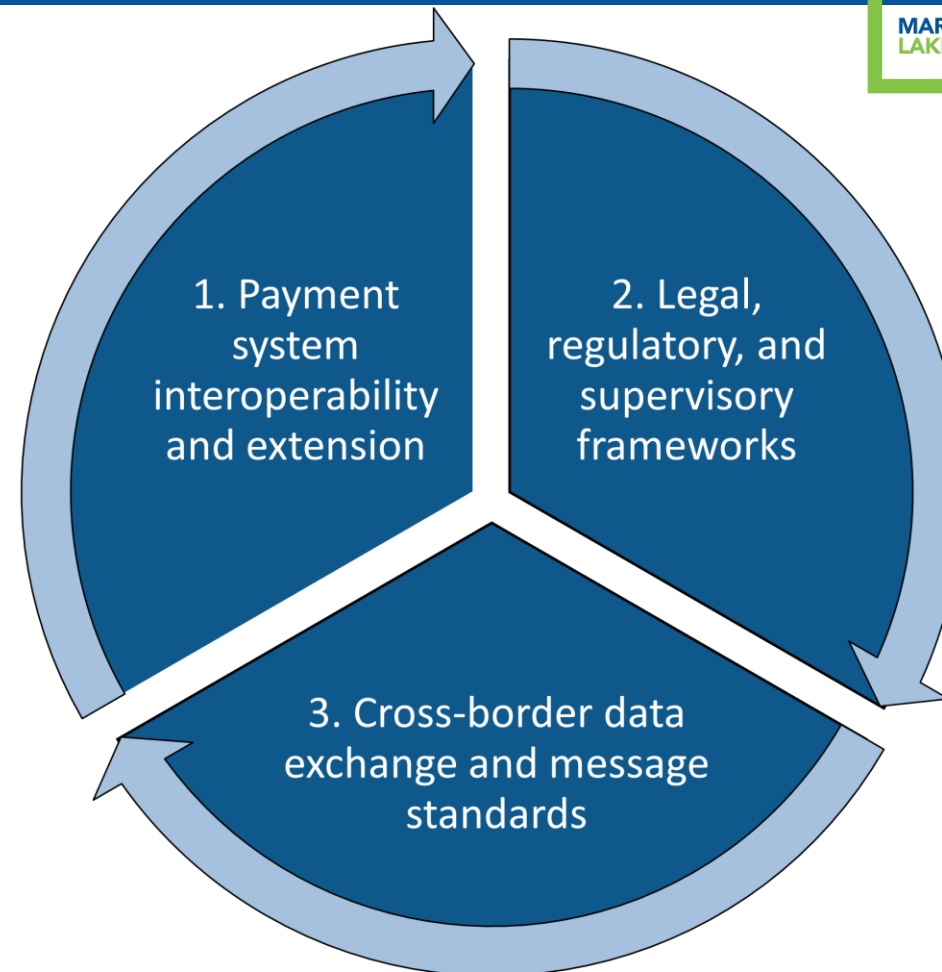 1. Payment
system
interoperability
and extension
2. Legal,
regulatory, and
supervisory
frameworks
3. Cross-border data
exchange and message
standards